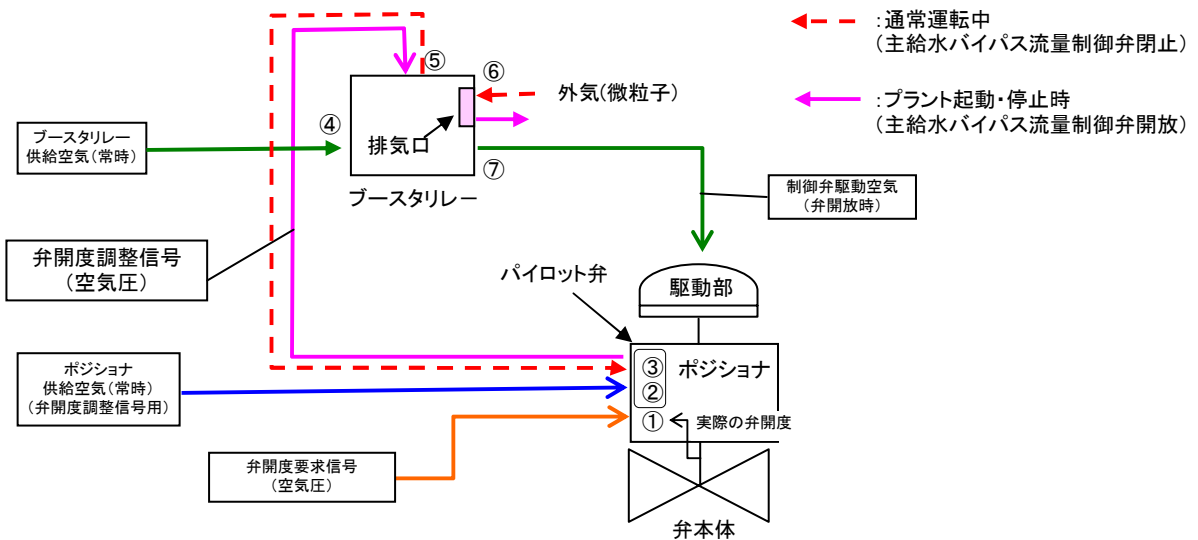 :通常運転中
(主給水バイパス流量制御弁閉止)
:プラント起動・停止時
(主給水バイパス流量制御弁開放)
⑤
⑥
外気(微粒子)
④
排気口
⑦
ブースタリレー
ブースタリレー
供給空気(常時)
制御弁駆動空気
(弁開放時)
弁開度調整信号
(空気圧)
パイロット弁
駆動部
ポジショナ
供給空気(常時)
(弁開度調整信号用)
③
ポジショナ
②
①
実際の弁開度
弁開度要求信号
(空気圧)
弁本体